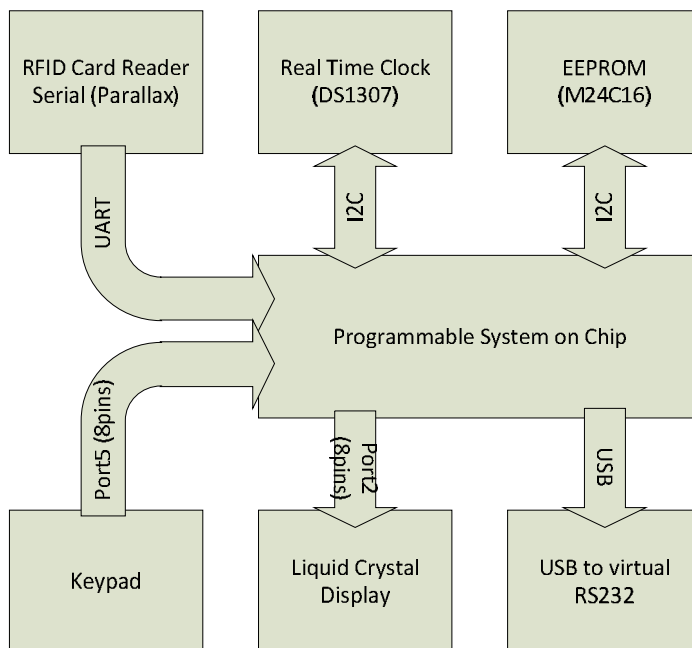 RFID Card Reader
Serial (Parallax)
Real Time Clock
(DS1307)
EEPROM
(M24C16)
UART
I2C
I2C
Programmable System on Chip
Port5 (8pins)
Port2
(8pins)
USB
Keypad
Liquid Crystal
Display
USB to virtual
RS232